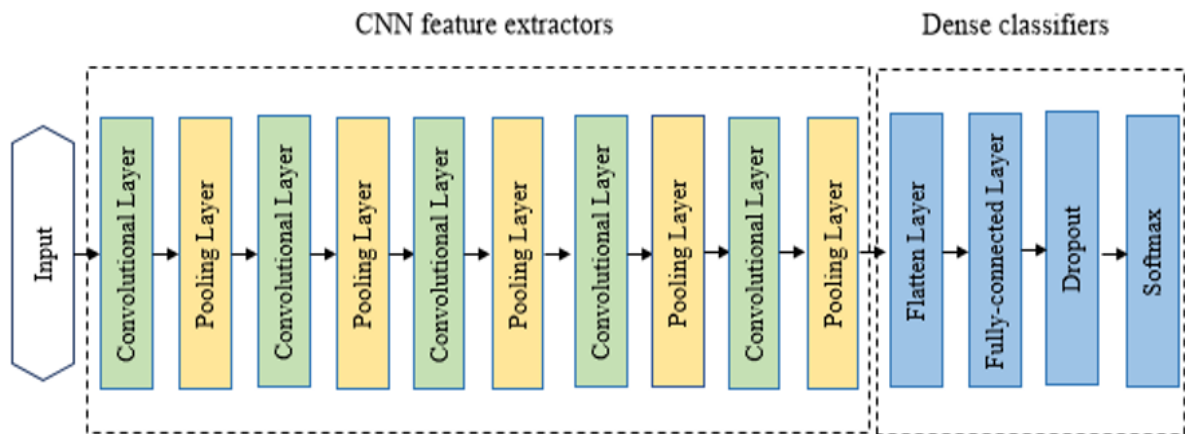 CNN feature extractors
Dense classifiers
Input
Convolutional Layer
Pooling Layer
Convolutional Layer
Pooling Layer
Convolutional Layer
Pooling Layer
Convolutional Layer
Pooling Layer
Convolutional Layer
Pooling Layer
Flatten Layer
Fully-connected Layer
Dropout
Softmax